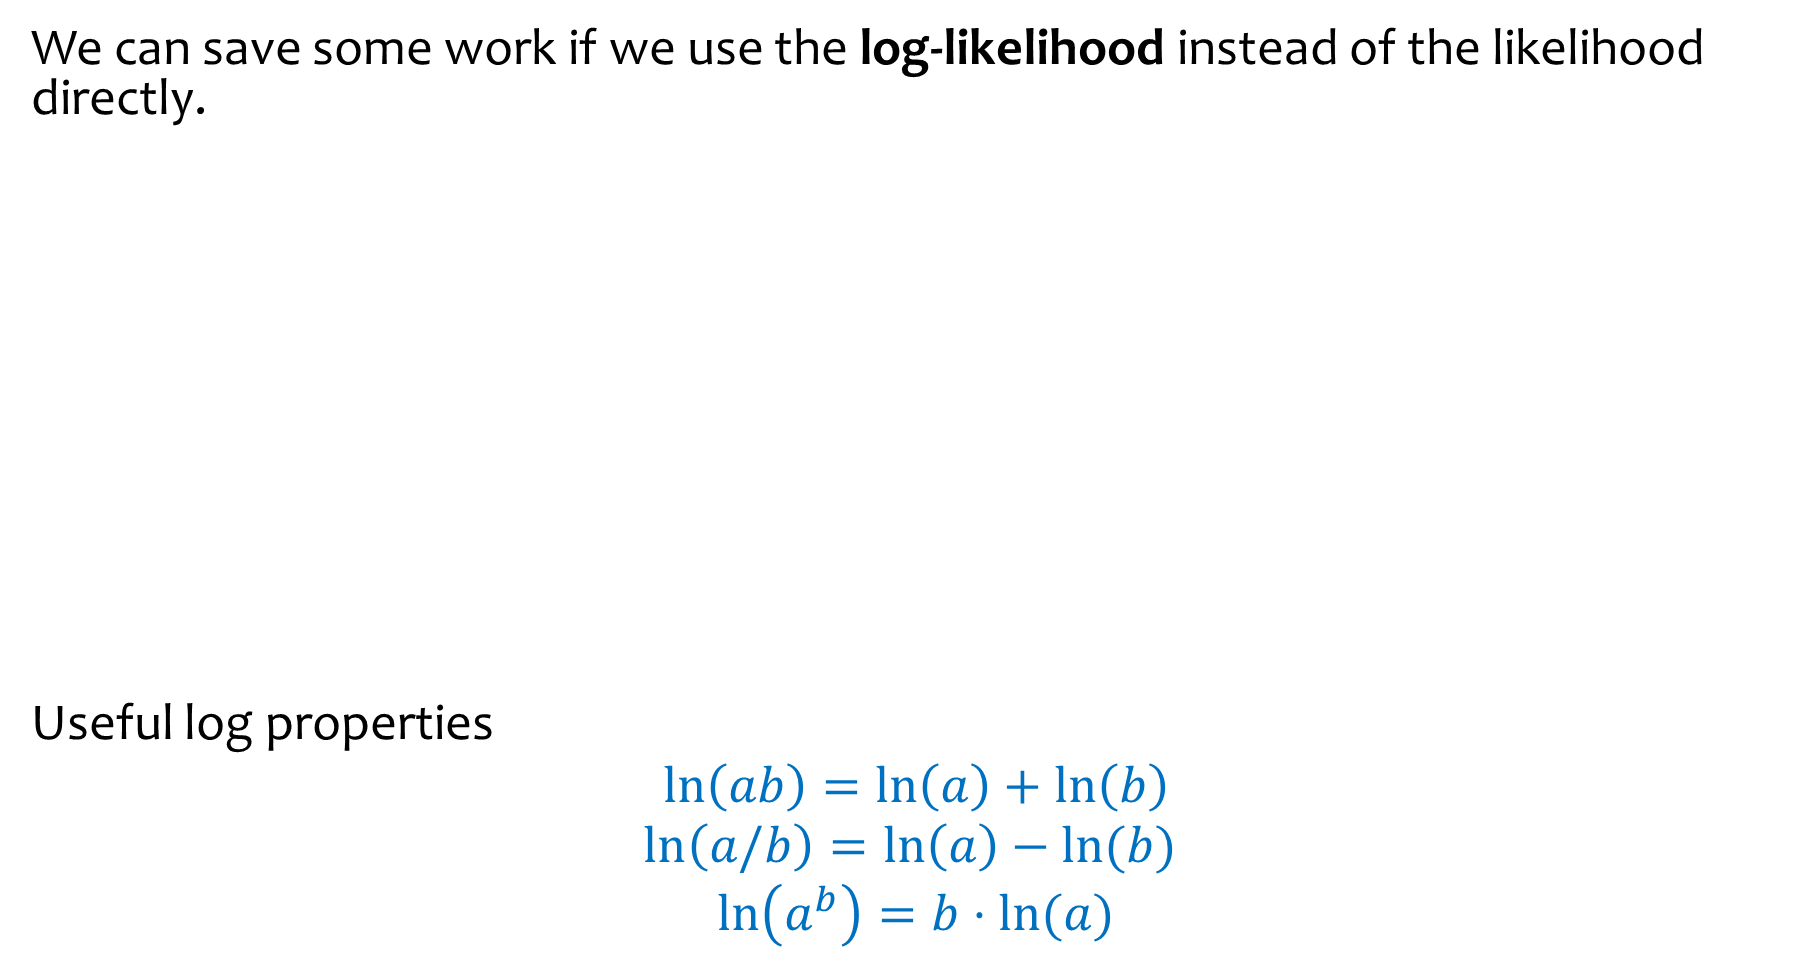 We can save some work if we use the log-likelihood instead of the likelihood
directly.
Useful log properties
ln(ab) = ln(a) + ln(b)
ln(a/b) = ln(a) − ln(b)
ln(aᵇ) = b · ln(a)